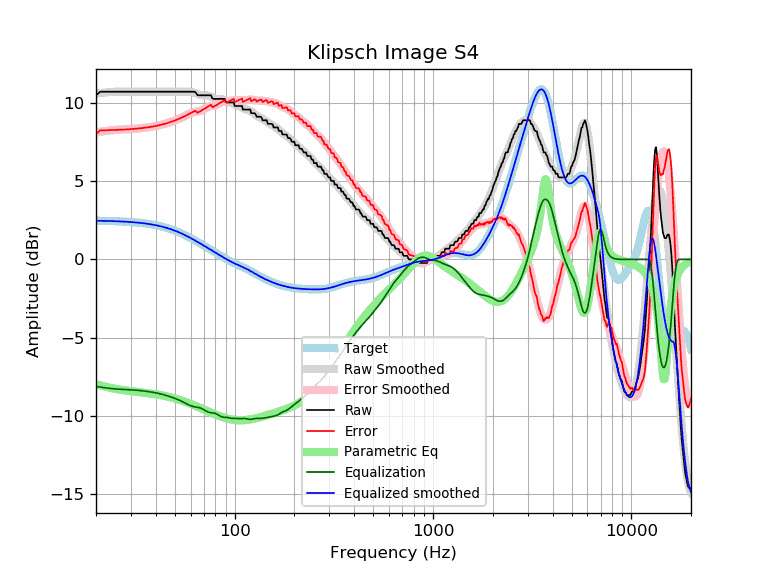 Klipsch Image S4
Amplitude (dBr)
10
5
0
−5
−10
−15
Target
Raw Smoothed
Error Smoothed
Raw
Error
Parametric Eq
Equalization
Equalized smoothed
100
1000
10000
Frequency (Hz)